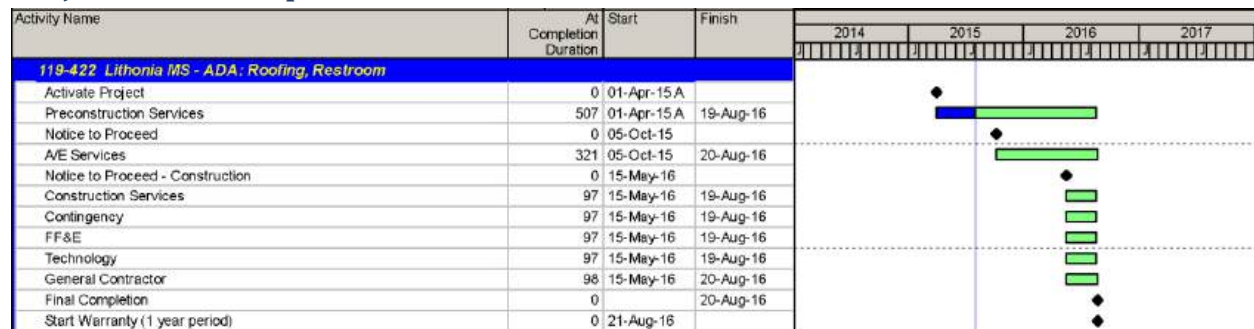 Activity Name At Completion Duration Start Finish 2014 2015 2016 2017
J J J J J J J
119-422 Lithonia MS - ADA: Roofing, Restroom
Activate Project 0 01-Apr-15 A
Preconstruction Services 507 01-Apr-15 A 19-Aug-16
Notice to Proceed 0 05-Oct-15
A/E Services 321 05-Oct-15 20-Aug-16
Notice to Proceed - Construction 0 15-May-16
Construction Services 97 15-May-16 19-Aug-16
Contingency 97 15-May-16 19-Aug-16
FF&E 97 15-May-16 19-Aug-16
Technology 97 15-May-16 19-Aug-16
General Contractor 98 15-May-16 20-Aug-16
Final Completion 0 20-Aug-16
Start Warranty (1 year period) 0 21-Aug-16